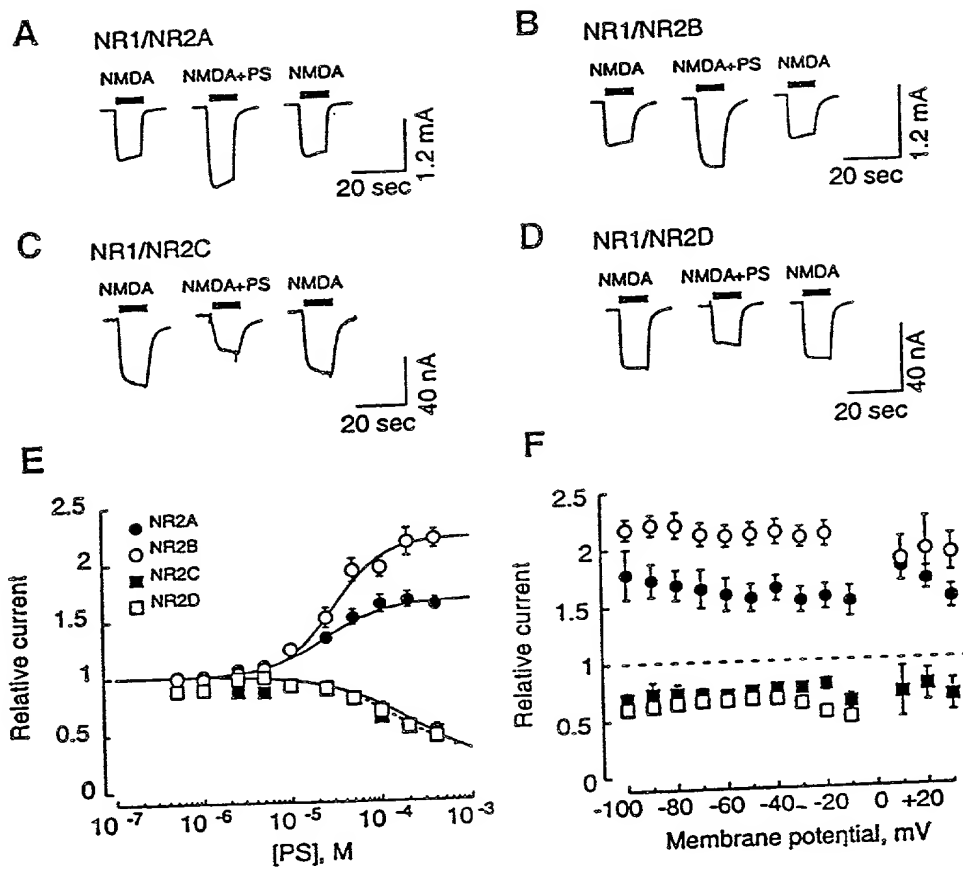 A
NR1/NR2A
NMDA NMDA+PS NMDA
1.2 mA
20 sec
B
NR1/NR2B
NMDA NMDA+PS NMDA
1.2 mA
20 sec
C
NR1/NR2C
NMDA NMDA+PS NMDA
40 nA
20 sec
D
NR1/NR2D
NMDA NMDA+PS NMDA
40 nA
20 sec
E
2.5
2
1.5
1
0.5
0
Relative current
NR2A
NR2B
NR2C
NR2D
10⁻⁷ 10⁻⁶ 10⁻⁵ 10⁻⁴ 10⁻³
[PS], M
F
2.5
2
1.5
1
0.5
0
Relative current
-100 -80 -60 -40 -20 0 +20
Membrane potential, mV